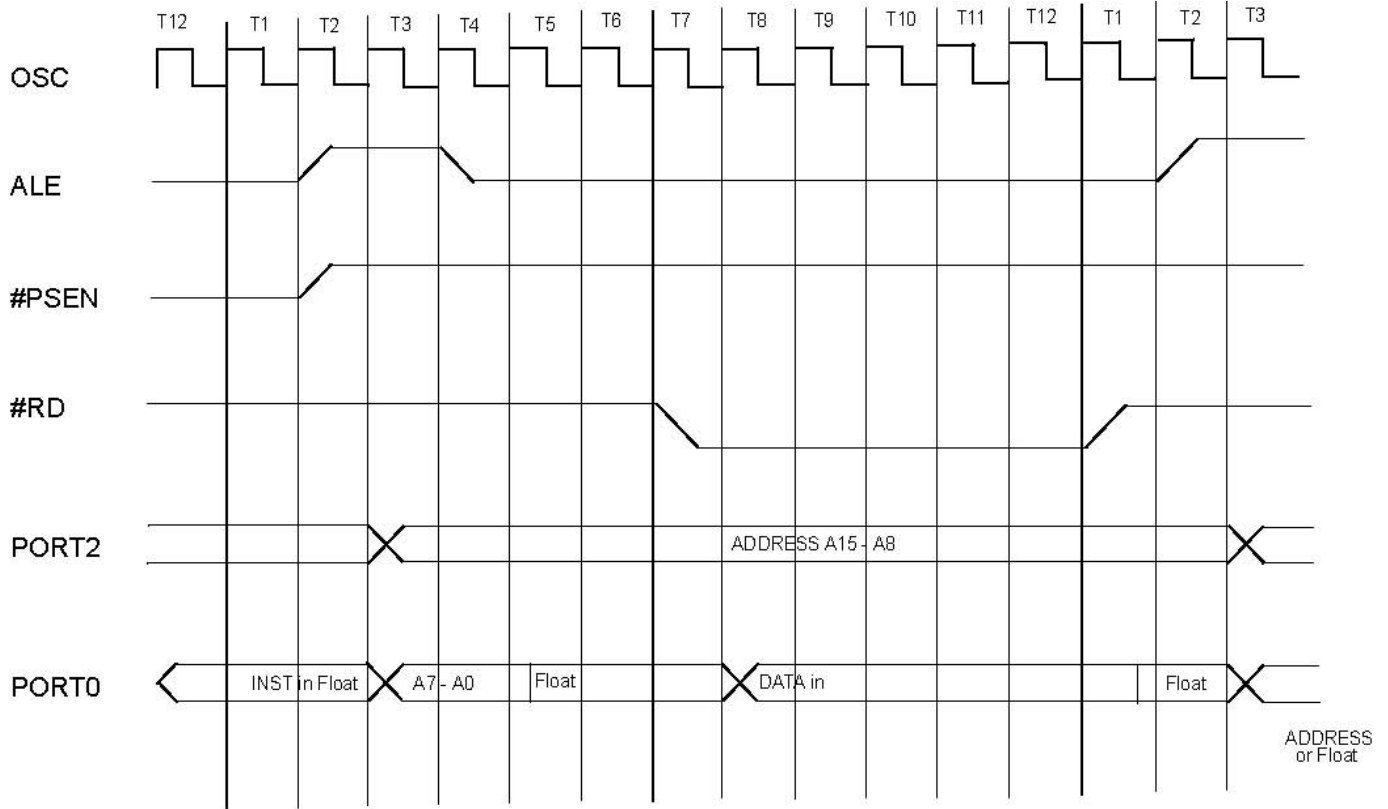 T12 T1 T2 T3 T4 T5 T6 T7 T8 T9 T10 T11 T12 T1 T2 T3
OSC
ALE
#PSEN
#RD
PORT2 ADDRESS A15 - A8
PORT0 INST in Float A7 - A0 Float DATA in Float
ADDRESS
or Float